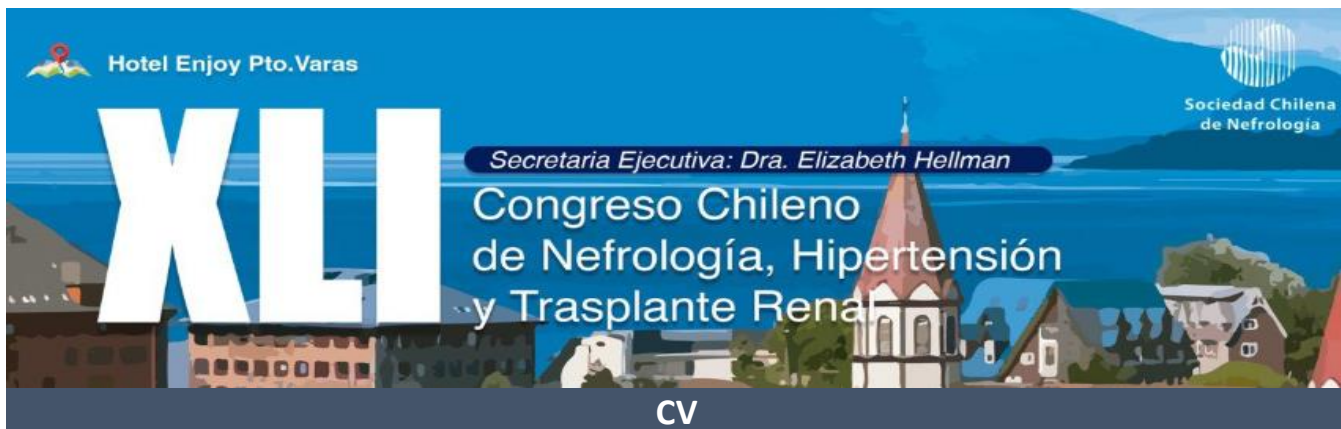 Hotel Enjoy Pto.Varas
Sociedad Chilena
de Nefrología
XLI
Secretaria Ejecutiva: Dra. Elizabeth Hellman
Congreso Chileno
de Nefrología, Hipertensión
y Trasplante Renal
CV